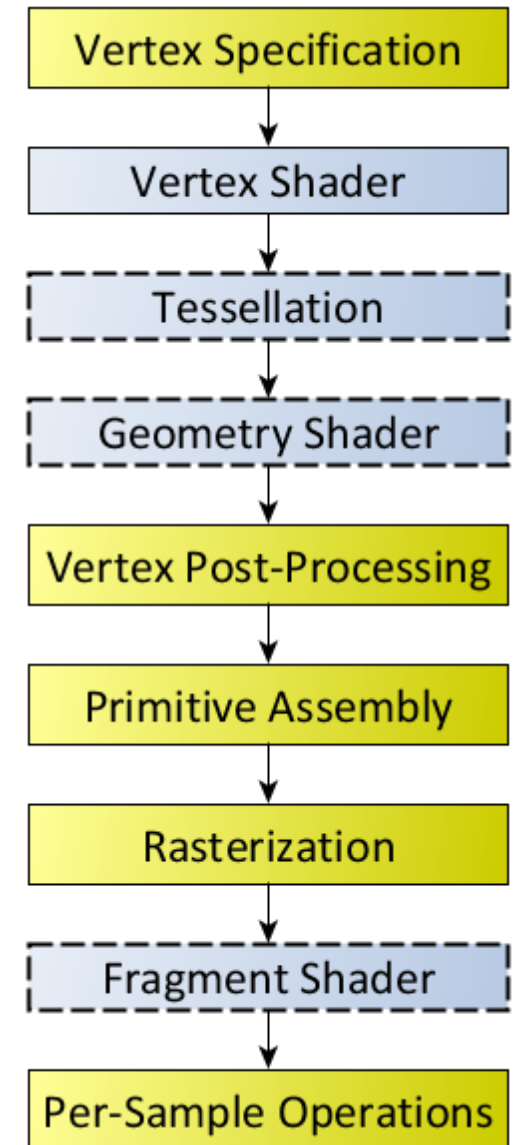 Vertex Specification
Vertex Shader
Tessellation
Geometry Shader
Vertex Post-Processing
Primitive Assembly
Rasterization
Fragment Shader
Per-Sample Operations